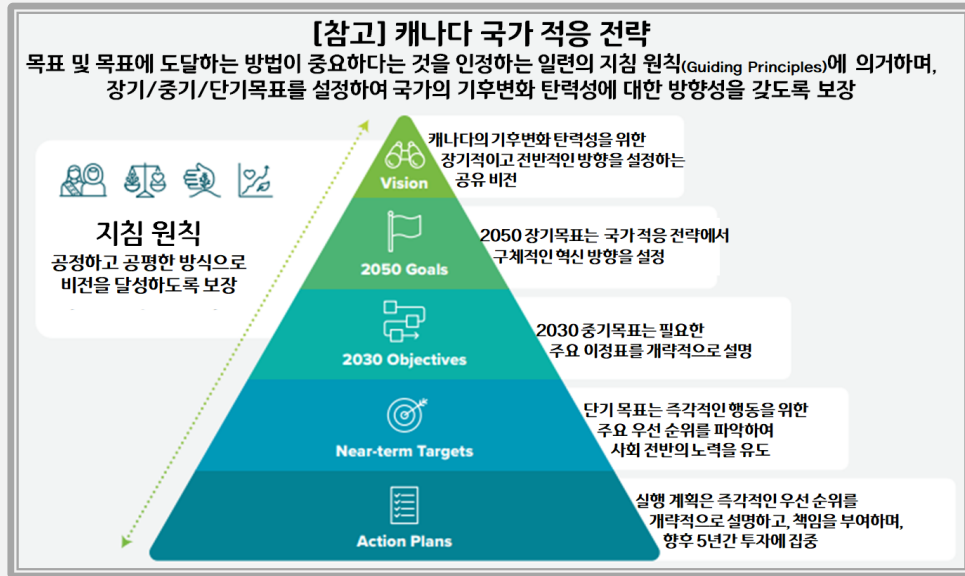 [참고] 캐나다 국가 적응 전략
목표 및 목표에 도달하는 방법이 중요하다는 것을 인정하는 일련의 지침 원칙(Guiding Principles)에 의거하며,
장기/중기/단기목표를 설정하여 국가의 기후변화 탄력성에 대한 방향성을 갖도록 보장
지침 원칙
공정하고 공평한 방식으로
비전을 달성하도록 보장
Vision
캐나다의 기후변화 탄력성을 위한
장기적이고 전반적인 방향을 설정하는
공유 비전
2050 Goals
2050 장기목표는 국가 적응 전략에서
구체적인 혁신 방향을 설정
2030 Objectives
2030 중기목표는 필요한
주요 이정표를 개략적으로 설명
Near-term Targets
단기 목표는 즉각적인 행동을 위한
주요 우선 순위를 파악하여
사회 전반의 노력을 유도
Action Plans
실행 계획은 즉각적인 우선 순위를
개략적으로 설명하고, 책임을 부여하며,
향후 5년간 투자에 집중